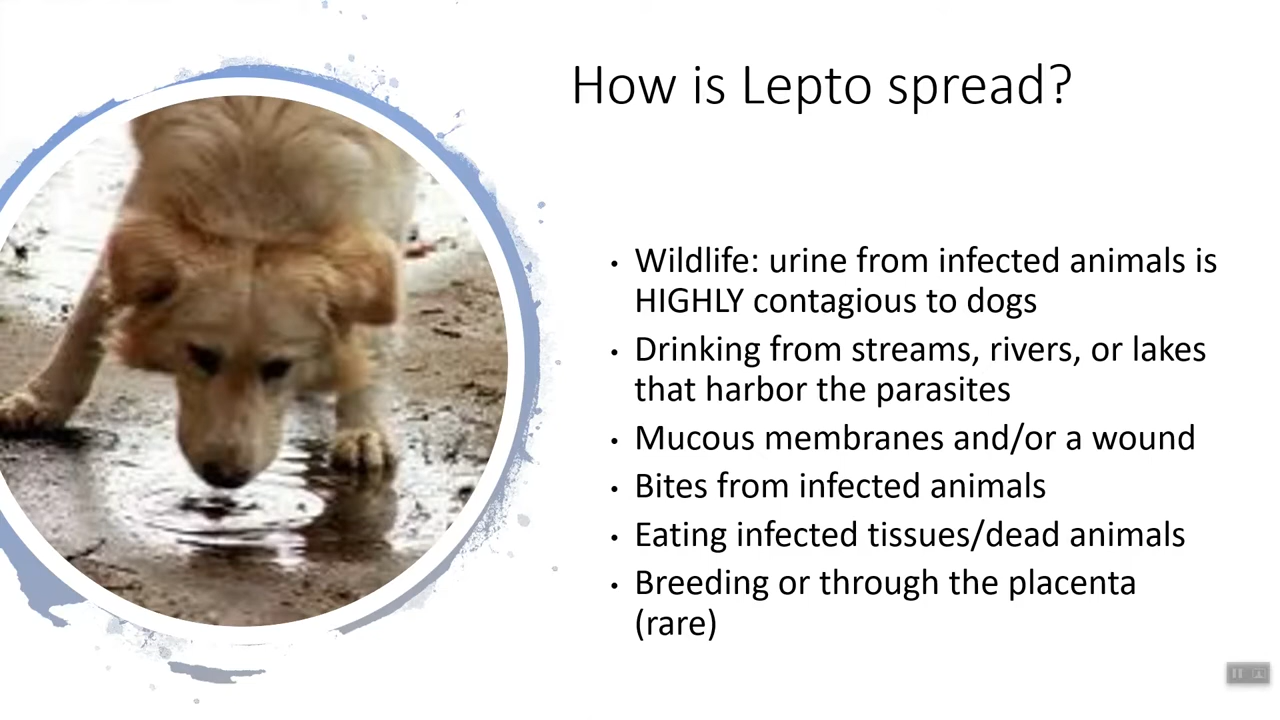 How is Lepto spread?
• Wildlife: urine from infected animals is
HIGHLY contagious to dogs
• Drinking from streams, rivers, or lakes
that harbor the parasites
• Mucous membranes and/or a wound
• Bites from infected animals
• Eating infected tissues/dead animals
• Breeding or through the placenta
(rare)